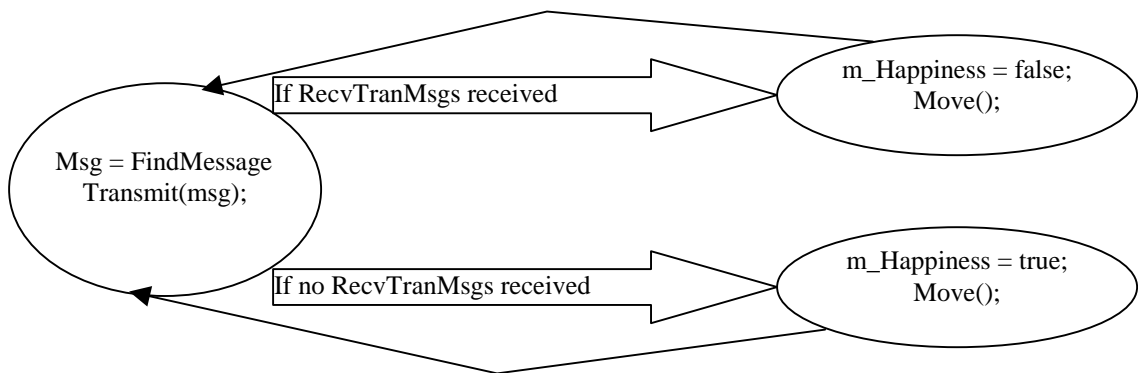 m_Happiness = false;
Move();
If RecvTranMsgs received
Msg = FindMessage
Transmit(msg);
If no RecvTranMsgs received
m_Happiness = true;
Move();